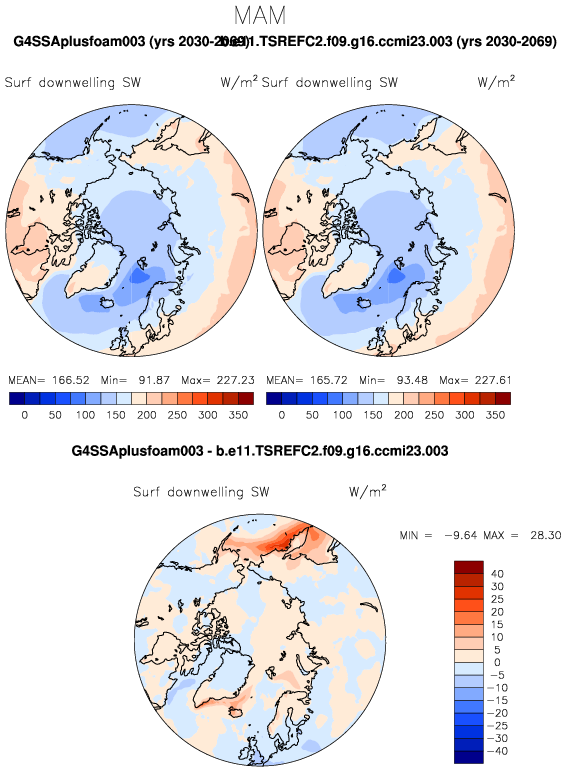 MAM
G4SSAplusfoam003 (yrs 2030-2069) b.e11.TSREFC2.f09.g16.ccmi23.003 (yrs 2030-2069)
Surf downwelling SW W/m² Surf downwelling SW W/m²
MEAN= 166.52 Min= 91.87 Max= 227.23 MEAN= 165.72 Min= 93.48 Max= 227.61
0 50 100 150 200 250 300 350 0 50 100 150 200 250 300 350
G4SSAplusfoam003 - b.e11.TSREFC2.f09.g16.ccmi23.003
Surf downwelling SW W/m²
MIN = -9.64 MAX = 28.30
40
30
25
20
15
10
5
0
-5
-10
-15
-20
-25
-30
-40